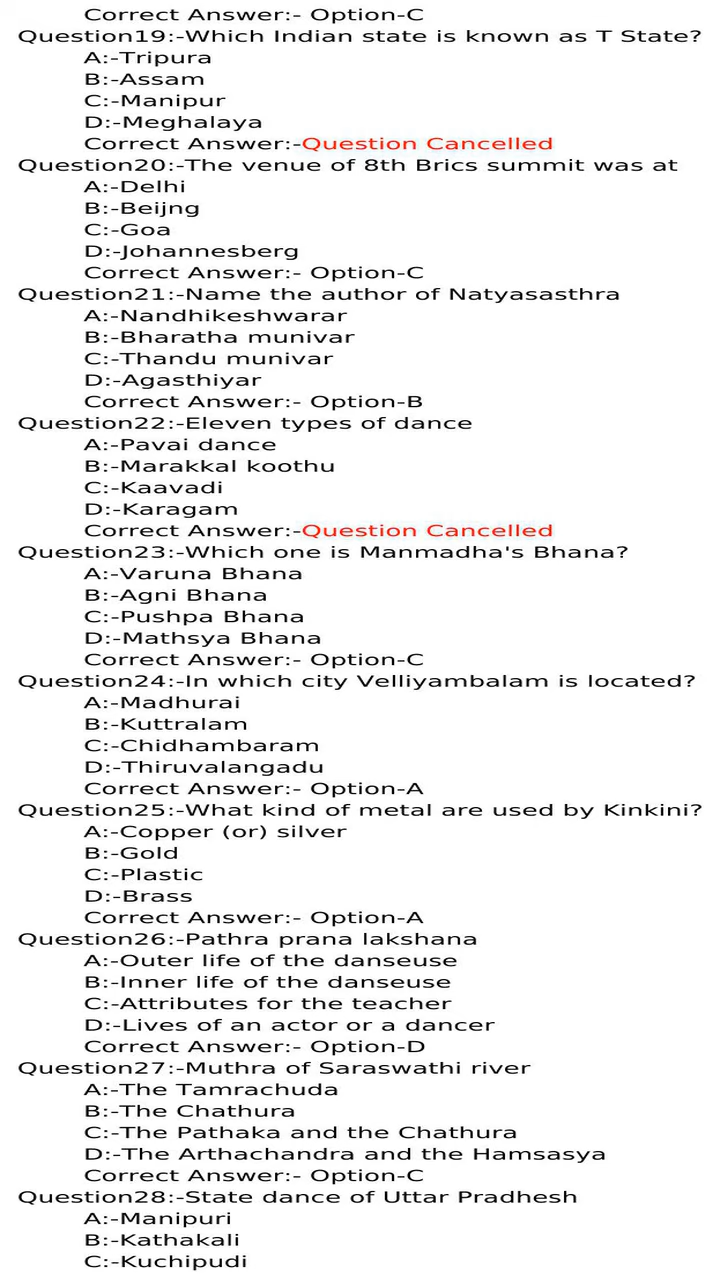 Correct Answer:- Option-C
Question19:-Which Indian state is known as T State?
A:-Tripura
B:-Assam
C:-Manipur
D:-Meghalaya
Correct Answer:-Question Cancelled
Question20:-The venue of 8th Brics summit was at
A:-Delhi
B:-Beijng
C:-Goa
D:-Johannesberg
Correct Answer:- Option-C
Question21:-Name the author of Natyasasthra
A:-Nandhikeshwarar
B:-Bharatha munivar
C:-Thandu munivar
D:-Agasthiyar
Correct Answer:- Option-B
Question22:-Eleven types of dance
A:-Pavai dance
B:-Marakkal koothu
C:-Kaavadi
D:-Karagam
Correct Answer:-Question Cancelled
Question23:-Which one is Manmadha's Bhana?
A:-Varuna Bhana
B:-Agni Bhana
C:-Pushpa Bhana
D:-Mathsya Bhana
Correct Answer:- Option-C
Question24:-In which city Velliyambalam is located?
A:-Madhurai
B:-Kuttralam
C:-Chidhambaram
D:-Thiruvalangadu
Correct Answer:- Option-A
Question25:-What kind of metal are used by Kinkini?
A:-Copper (or) silver
B:-Gold
C:-Plastic
D:-Brass
Correct Answer:- Option-A
Question26:-Pathra prana lakshana
A:-Outer life of the danseuse
B:-Inner life of the danseuse
C:-Attributes for the teacher
D:-Lives of an actor or a dancer
Correct Answer:- Option-D
Question27:-Muthra of Saraswathi river
A:-The Tamrachuda
B:-The Chathura
C:-The Pathaka and the Chathura
D:-The Arthachandra and the Hamsasya
Correct Answer:- Option-C
Question28:-State dance of Uttar Pradhesh
A:-Manipuri
B:-Kathakali
C:-Kuchipudi